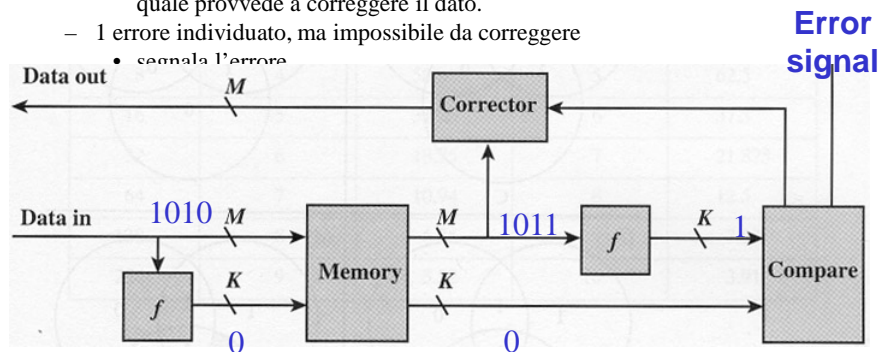 quale provvede a correggere il dato.
– 1 errore individuato, ma impossibile da correggere
• segnala l'errore
Error
signal
Data out
M
Corrector
Data in
1010
M
M
1011
f
K
1
Memory
Compare
f
K
K
0
0